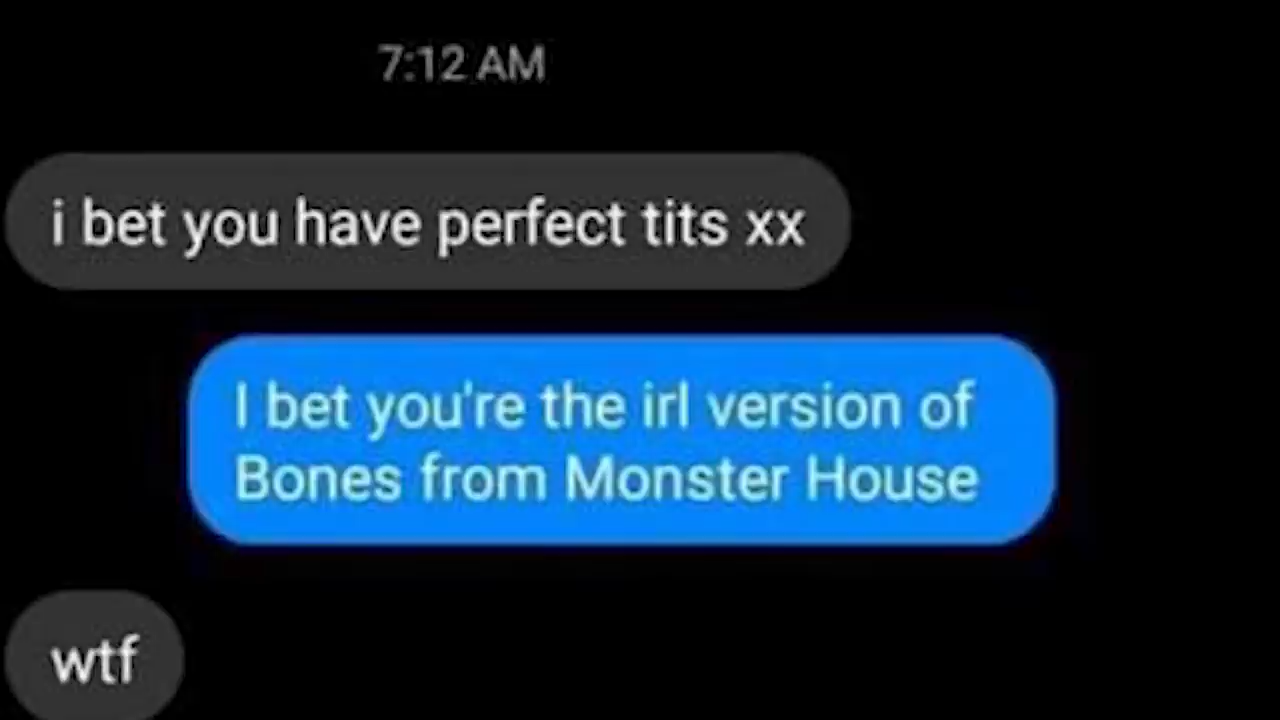 7:12 AM
i bet you have perfect tits xx
I bet you're the irl version of
Bones from Monster House
wtf